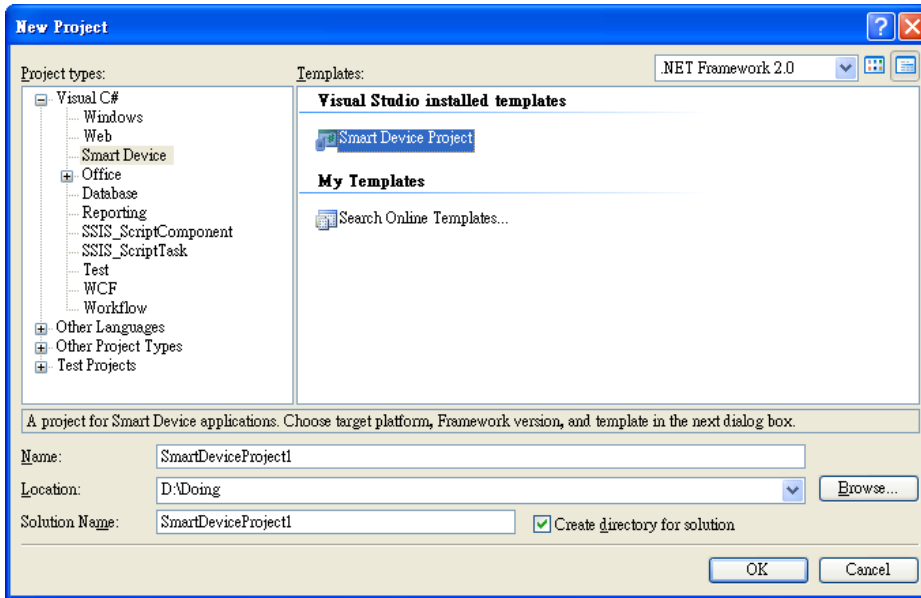 New Project
Project types:
Templates:
.NET Framework 2.0
Visual C#
Windows
Web
Smart Device
Office
Database
Reporting
SSIS_ScriptComponent
SSIS_ScriptTask
Test
WCF
Workflow
Other Languages
Other Project Types
Test Projects
Visual Studio installed templates
Smart Device Project
My Templates
Search Online Templates...
A project for Smart Device applications. Choose target platform, Framework version, and template in the next dialog box.
Name:
SmartDeviceProject1
Location:
D:\Doing
Browse...
Solution Name:
SmartDeviceProject1
Create directory for solution
OK
Cancel